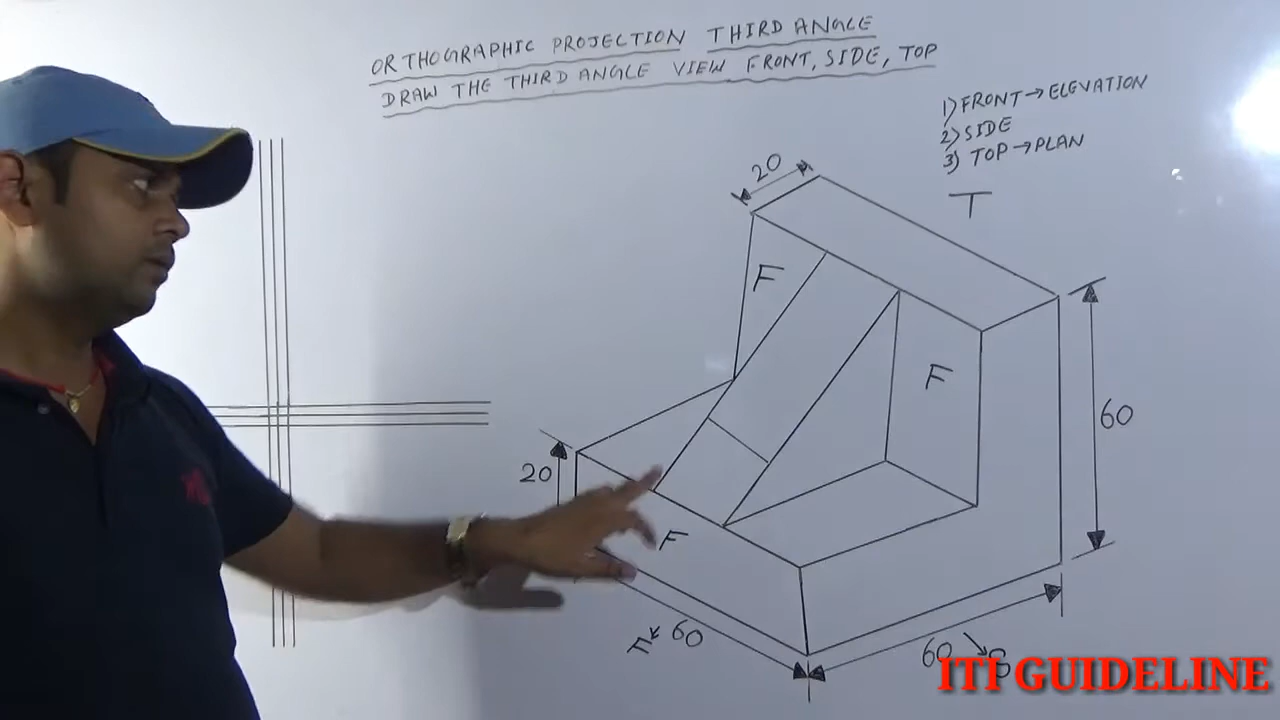 ORTHOGRAPHIC PROJECTION THIRD ANGLE
DRAW THE THIRD ANGLE VIEW FRONT, SIDE, TOP
1) FRONT → ELEVATION
2) SIDE
3) TOP → PLAN
20
T
F
F
60
20
F
F
60
60
ITI GUIDELINE